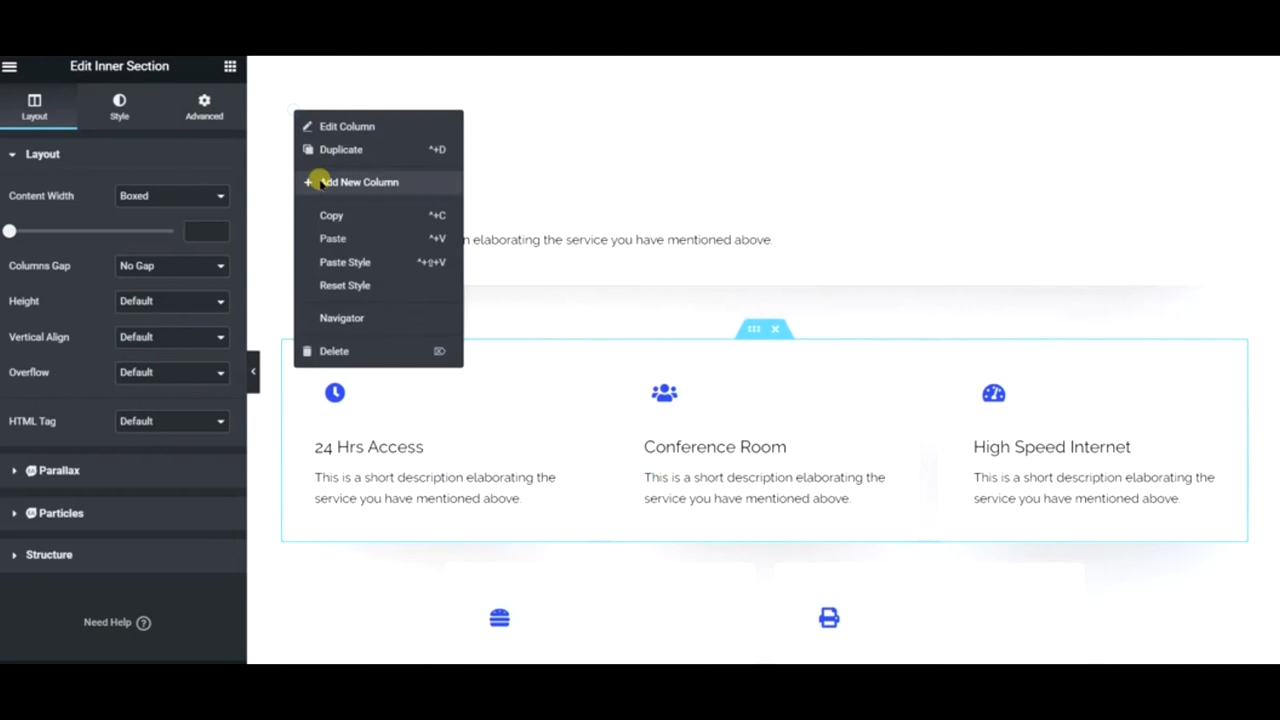 Edit Inner Section
Layout
Style
Advanced
Layout
Content Width
Boxed
Columns Gap
No Gap
Height
Default
Vertical Align
Default
Overflow
Default
HTML Tag
Default
Parallax
Particles
Structure
Need Help
Edit Column
Duplicate ^+D
Add New Column
Copy ^+C
Paste ^+V
Paste Style ^+⇧+V
Reset Style
Navigator
Delete
n elaborating the service you have mentioned above.
24 Hrs Access
This is a short description elaborating the
service you have mentioned above.
Conference Room
This is a short description elaborating the
service you have mentioned above.
High Speed Internet
This is a short description elaborating the
service you have mentioned above.